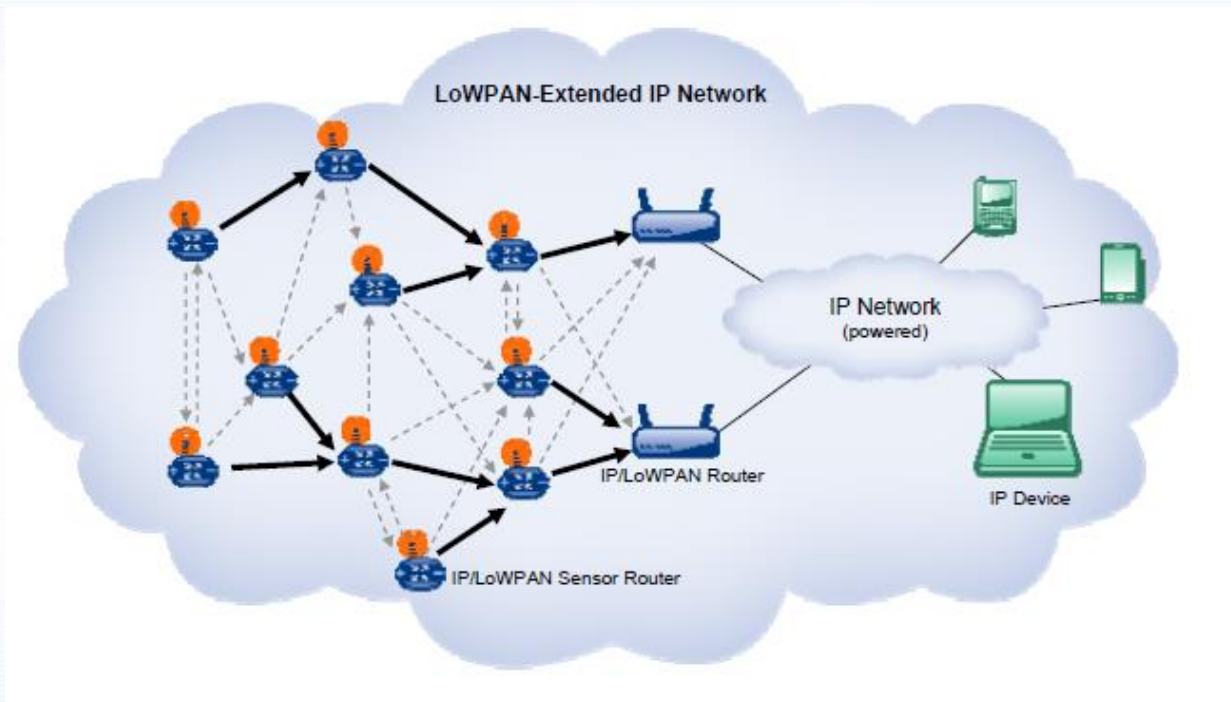 LoWPAN-Extended IP Network
IP Network
(powered)
IP/LoWPAN Router
IP Device
IP/LoWPAN Sensor Router